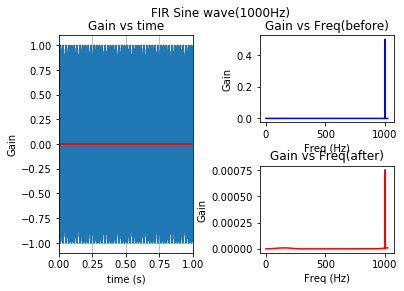 FIR Sine wave(1000Hz)
Gain vs time
Gain
1.00
0.75
0.50
0.25
0.00
-0.25
-0.50
-0.75
-1.00
0.00 0.25 0.50 0.75 1.00
time (s)
Gain vs Freq(before)
Gain
0.4
0.2
0.0
0 500 1000
Freq (Hz)
Gain vs Freq(after)
Gain
0.00075
0.00050
0.00025
0.00000
0 500 1000
Freq (Hz)